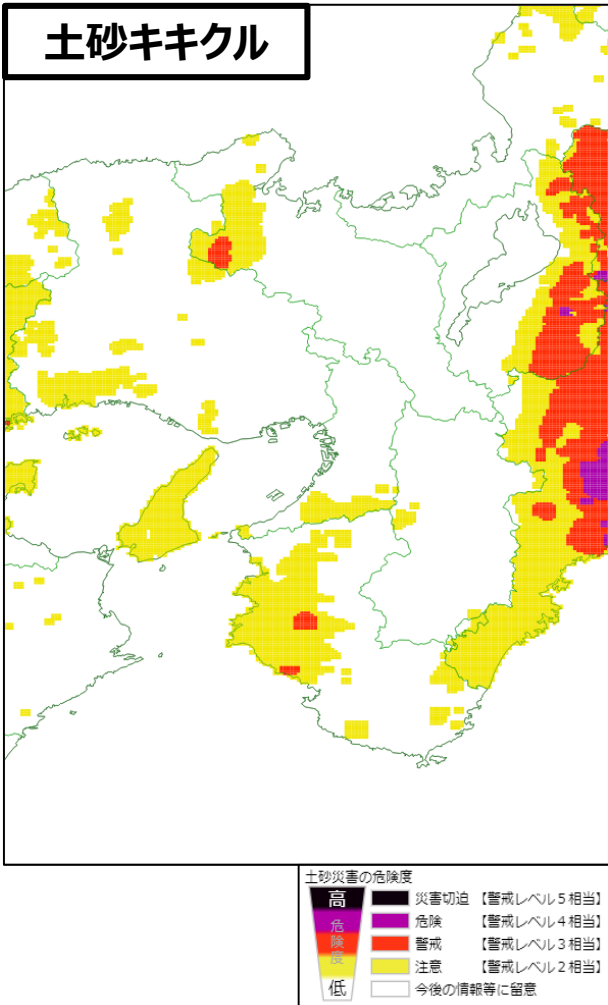 土砂キキクル
土砂災害の危険度
高
危険度
低
災害切迫 【警戒レベル5相当】
危険 【警戒レベル4相当】
警戒 【警戒レベル3相当】
注意 【警戒レベル2相当】
今後の情報等に留意